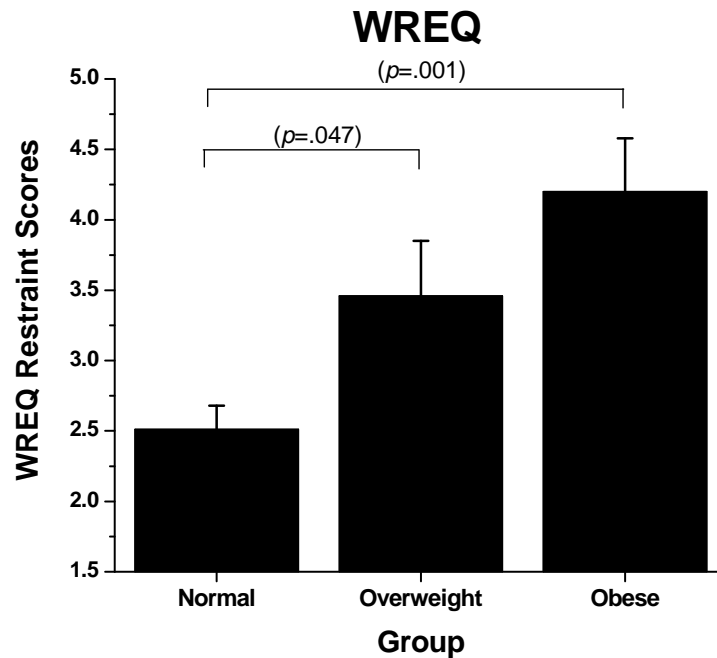 WREQ
(p=.001)
(p=.047)
WREQ Restraint Scores
5.0
4.5
4.0
3.5
3.0
2.5
2.0
1.5
Normal Overweight Obese
Group